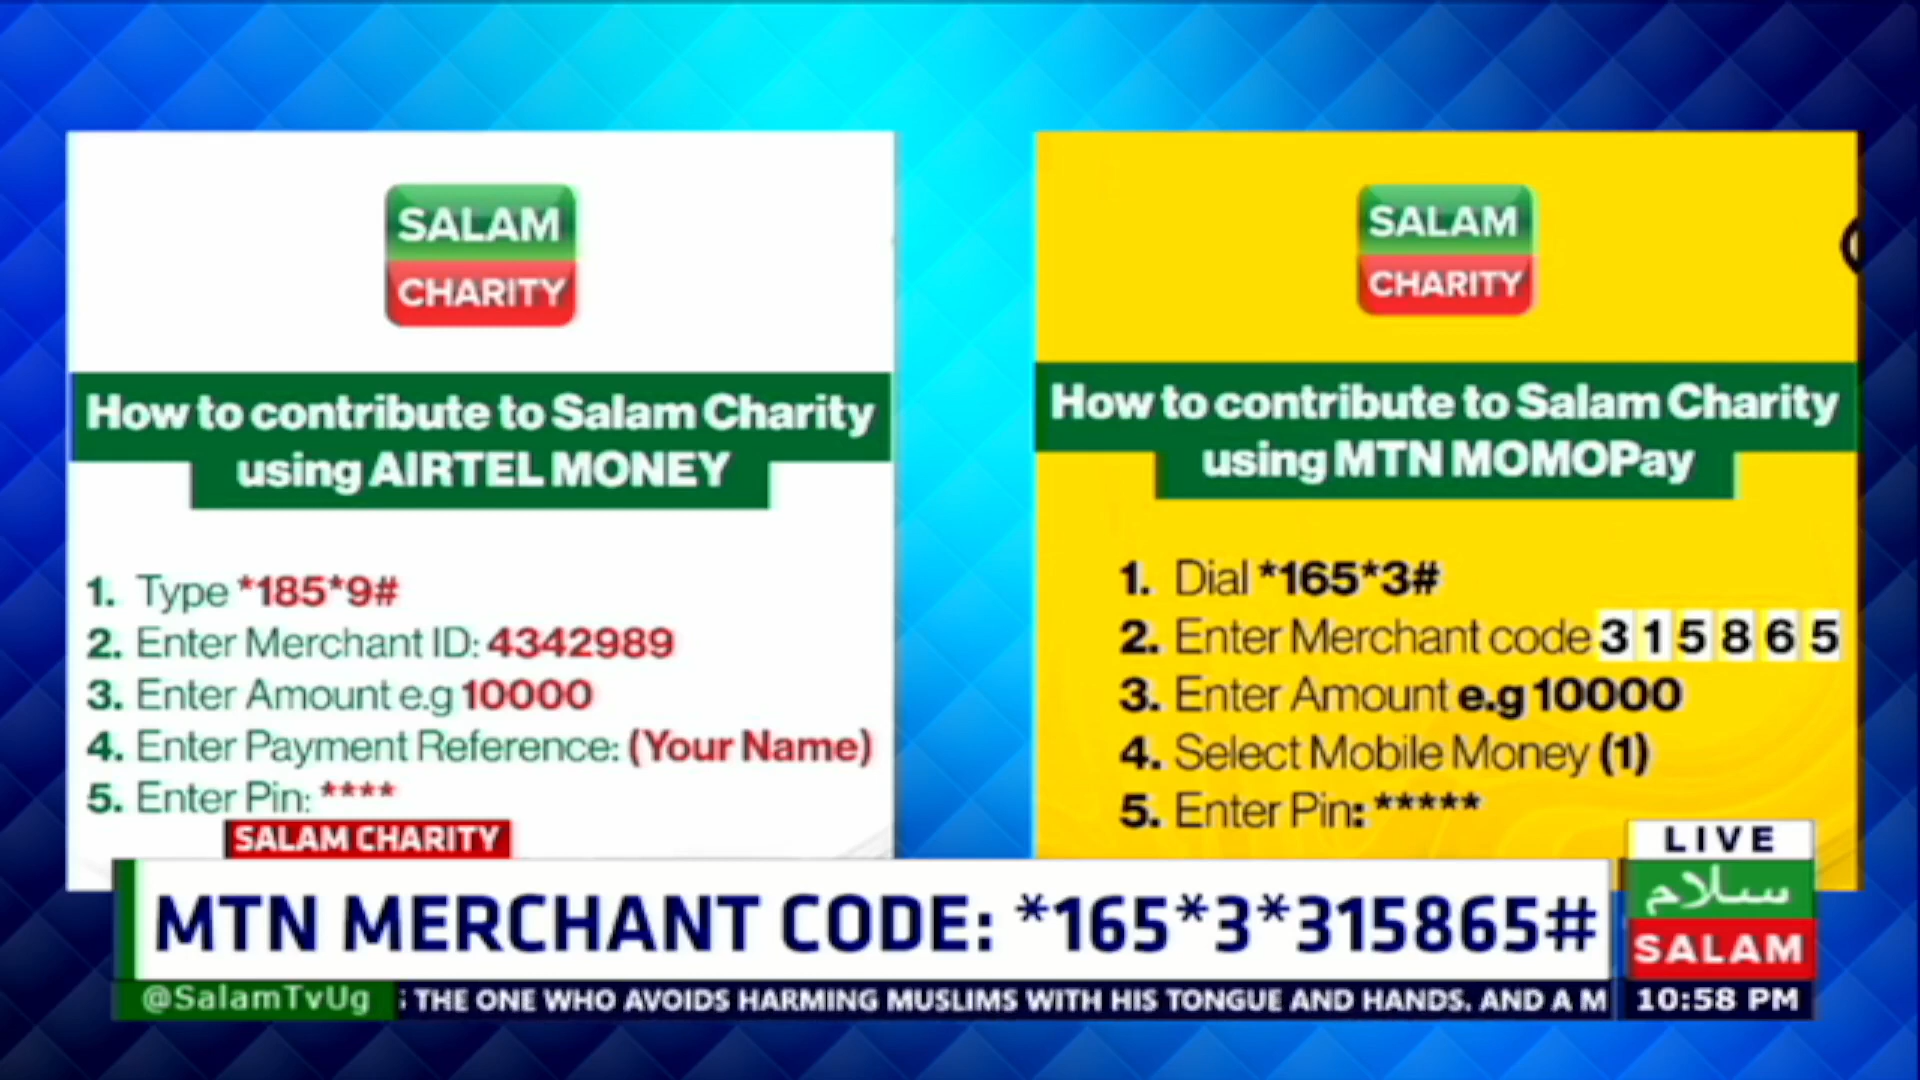 SALAM
CHARITY
How to contribute to Salam Charity
using AIRTEL MONEY
1. Type *185*9#
2. Enter Merchant ID: 4342989
3. Enter Amount e.g 10000
4. Enter Payment Reference: (Your Name)
5. Enter Pin: ****
SALAM
CHARITY
How to contribute to Salam Charity
using MTN MOMOPay
1. Dial *165*3#
2. Enter Merchant code 315865
3. Enter Amount e.g 10000
4. Select Mobile Money (1)
5. Enter Pin: *****
SALAM CHARITY
MTN MERCHANT CODE: *165*3*315865#
LIVE
سلام
SALAM
@SalamTvUg
THE ONE WHO AVOIDS HARMING MUSLIMS WITH HIS TONGUE AND HANDS. AND A M
10:58 PM